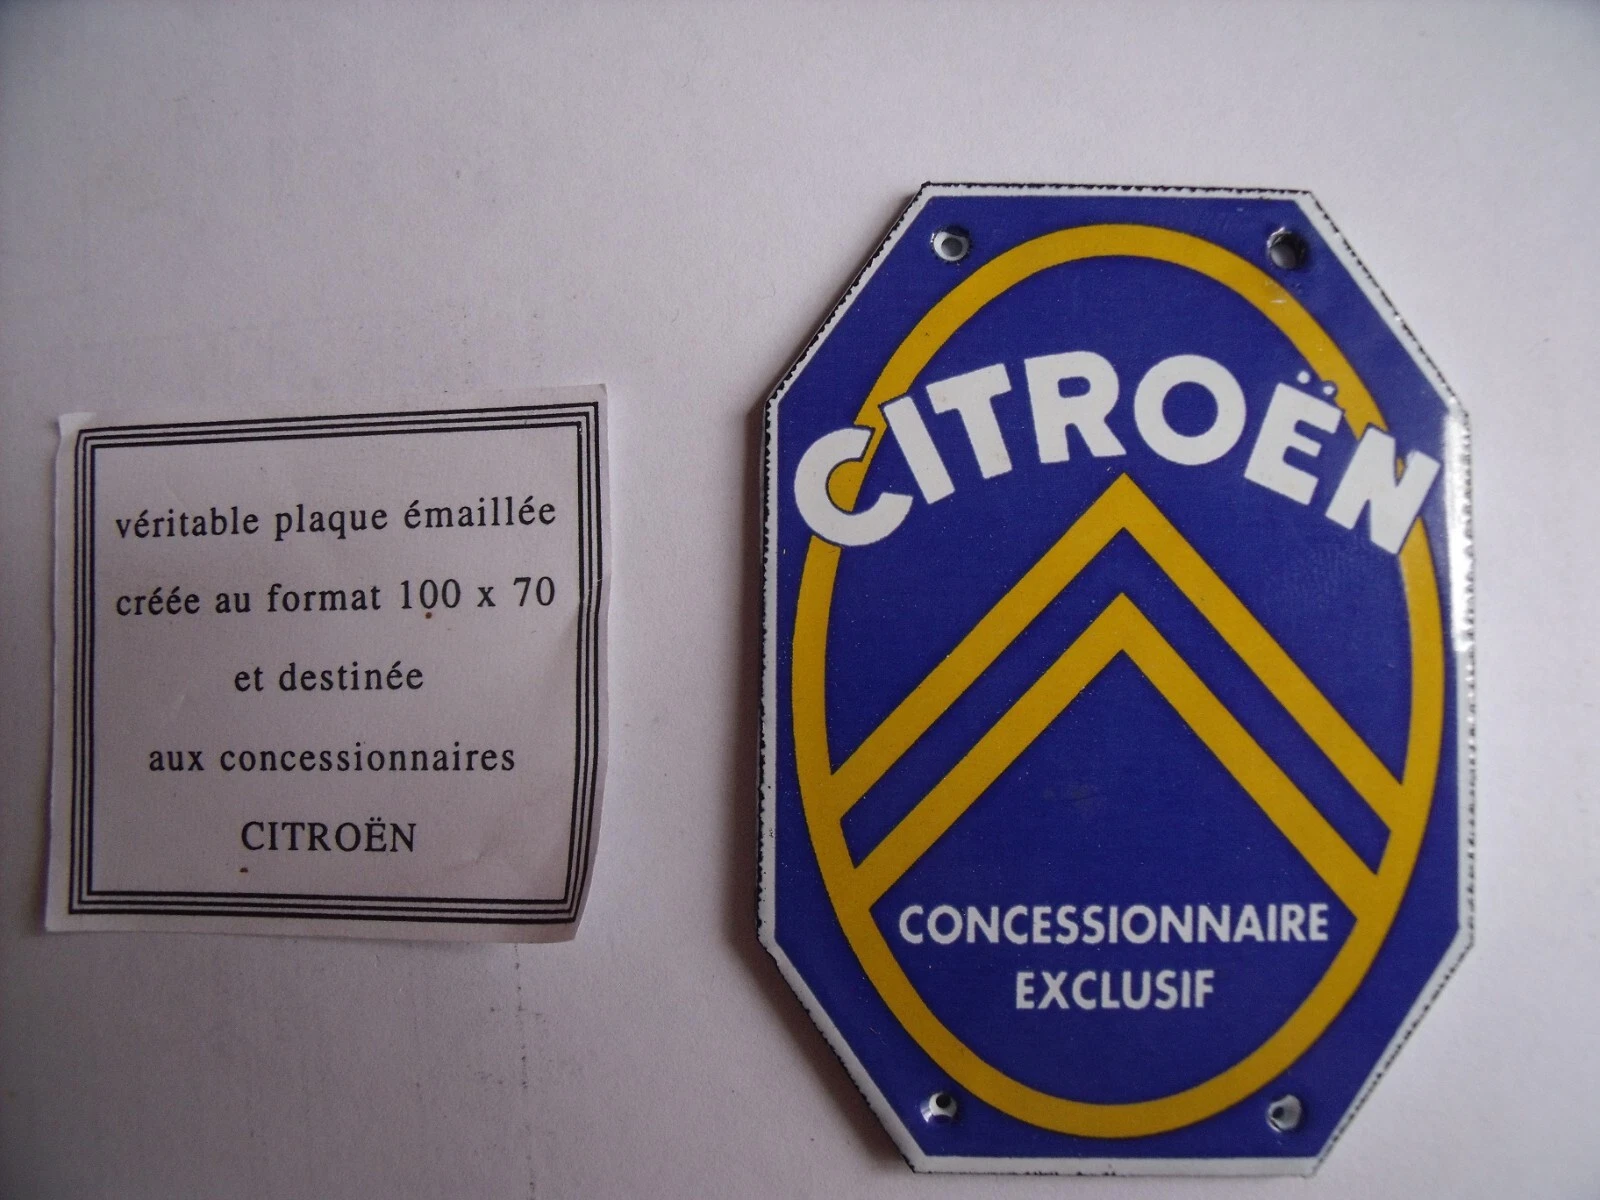 véritable plaque émaillée
créée au format 100 x 70
et destinée
aux concessionnaires
CITROËN
CITROËN
CONCESSIONNAIRE
EXCLUSIF